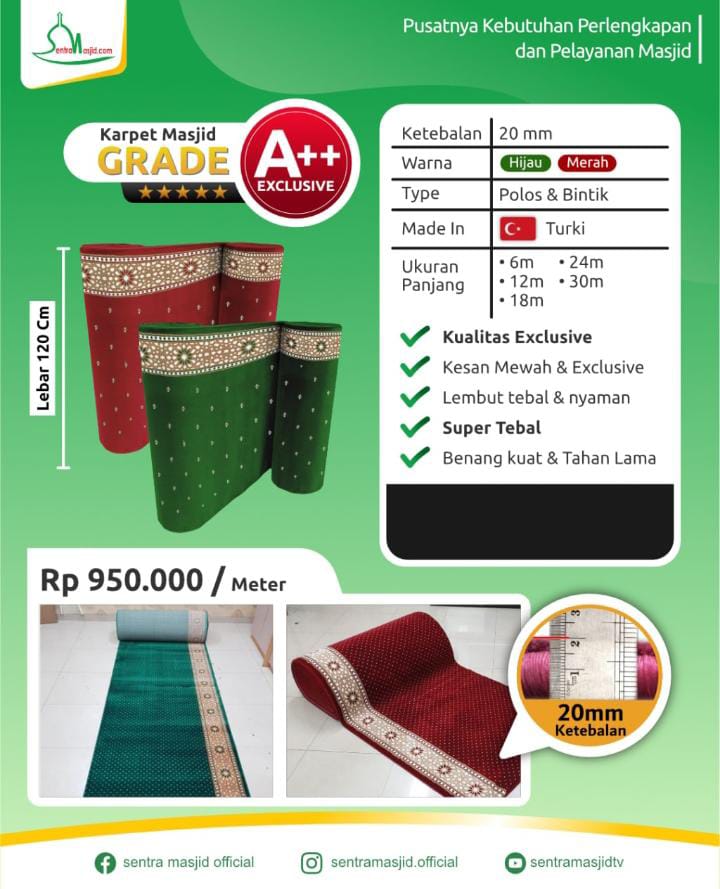 SentraMasjid.com
Pusatnya Kebutuhan Perlengkapan
dan Pelayanan Masjid
Karpet Masjid
GRADE
A++
EXCLUSIVE
Lebar 120 Cm
Ketebalan 20 mm
Warna Hijau Merah
Type Polos & Bintik
Made In Turki
Ukuran
Panjang
• 6m • 24m
• 12m • 30m
• 18m
Kualitas Exclusive
Kesan Mewah & Exclusive
Lembut tebal & nyaman
Super Tebal
Benang kuat & Tahan Lama
Rp 950.000 / Meter
3
2
1
20mm
Ketebalan
sentra masjid official
sentramasjid.official
sentramasjidtv